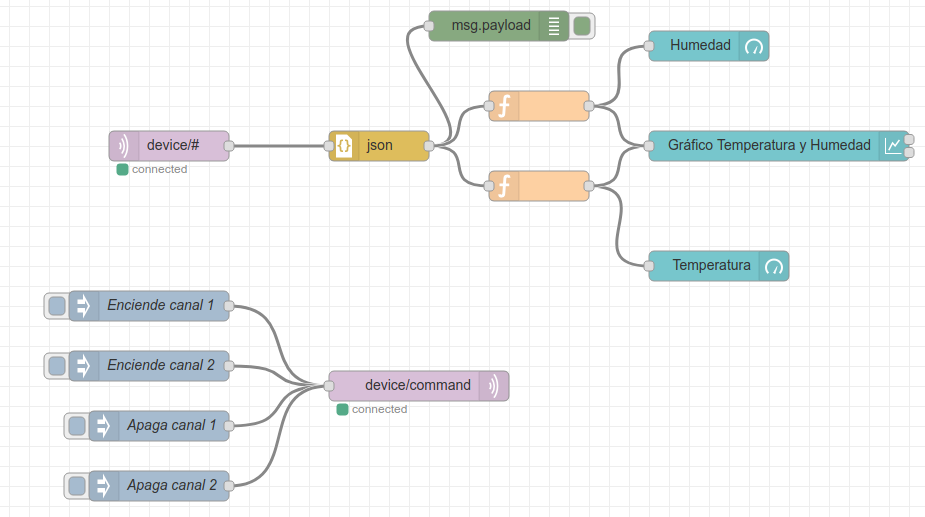 msg.payload
Humedad
device/#
json
Gráfico Temperatura y Humedad
connected
Temperatura
Enciende canal 1
Enciende canal 2
device/command
connected
Apaga canal 1
Apaga canal 2